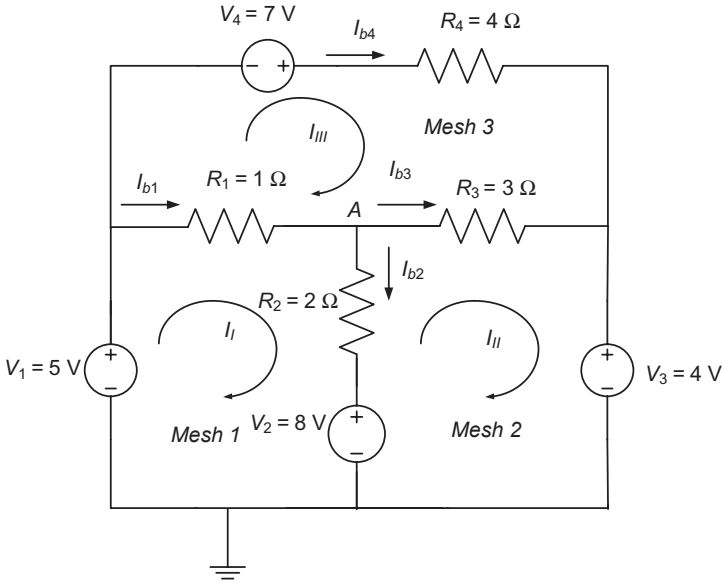 V4 = 7 V
Ib4
R4 = 4 Ω
− +
IIII
Mesh 3
Ib1
R1 = 1 Ω
A
Ib3
R3 = 3 Ω
Ib2
R2 = 2 Ω
II
III
V1 = 5 V
+
−
+
−
V3 = 4 V
Mesh 1
V2 = 8 V
+
−
Mesh 2